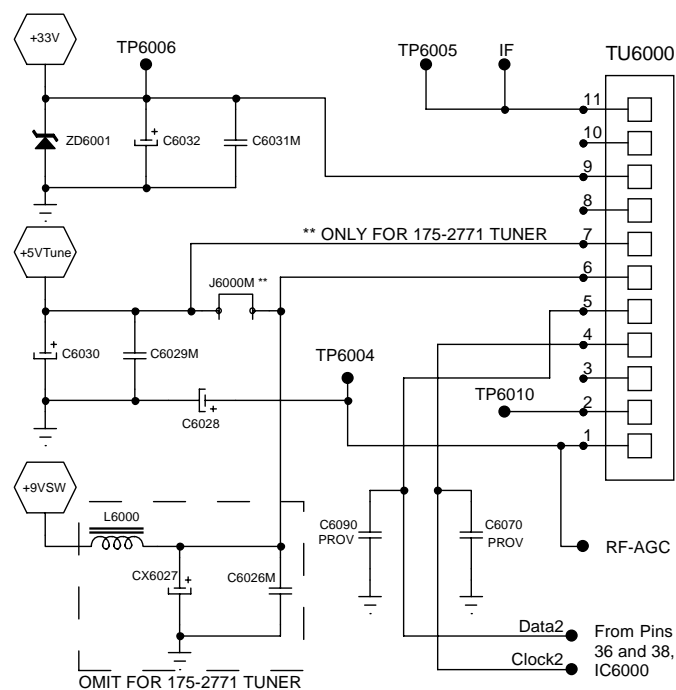 +33V
TP6006
TP6005
IF
TU6000
ZD6001
+
C6032
C6031M
11
10
9
8
** ONLY FOR 175-2771 TUNER
7
+5VTune
J6000M **
6
5
+
C6030
C6029M
4
TP6004
3
TP6010
2
+
C6028
1
+9VSW
L6000
C6090
PROV
C6070
PROV
RF-AGC
CX6027
+
C6026M
Data2
Clock2
From Pins
36 and 38,
IC6000
OMIT FOR 175-2771 TUNER